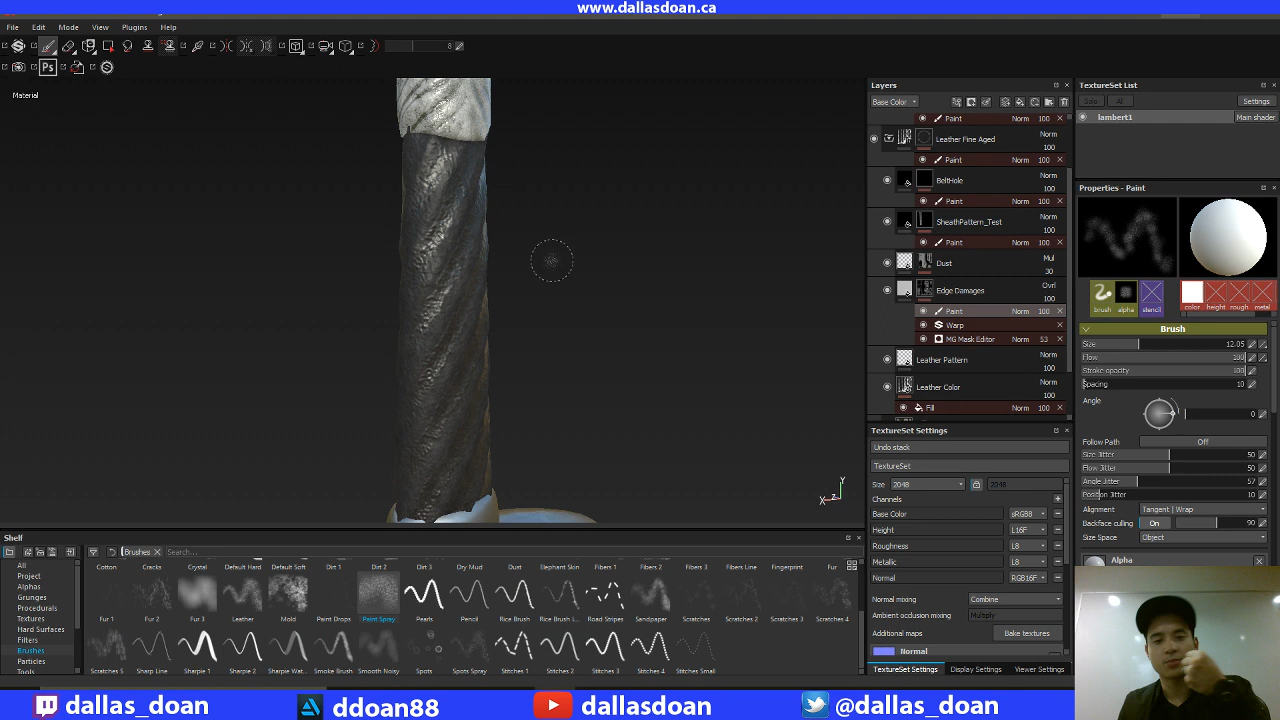 www.dallasdoan.ca
File Edit Mode View Plugins
8
Ps
Material
Layers
Base Color
Paint Norm 100
Leather Fine Aged Norm 100
Paint Norm 100
BeltHole Norm 100
Paint Norm 100
SheathPattern_Test Norm 100
Paint Norm 100
Dust Mul 30
Edge Damages Ovrl 100
Paint Norm 100
Warp
MG Mask Editor 53
Leather Pattern Norm 100
Leather Color Norm 100
Fill Norm 100
TextureSet Settings
Undo stack
TextureSet
Size 2048 2048
Channels
Base Color sRGB8
Height L16F
Roughness L8
Metallic L8
Normal RGB16F
Normal mixing Combine
Ambient occlusion mixing Multiply
Additional maps Bake textures
Normal
TextureSet Settings Display Settings Viewer Settings
TextureSet List
Solo All Settings
lambert1 Main shader
Properties - Paint
brush alpha stencil color height rough metal
Brush
Size 12.05
Flow 100
Stroke opacity 100
Spacing 10
Angle 0
Follow Path Off
Size Jitter 50
Flow Jitter 50
Angle Jitter 57
Position Jitter 10
Alignment Tangent | Wrap
Backface culling On 90
Size Space Object
Alpha
X Z Y
Shelf
Brushes Search...
All
Project
Alphas
Grunges
Procedurals
Textures
Hard Surfaces
Filters
Brushes
Particles
Tools
Cotton Cracks Crystal Default Hard Default Soft Dirt 1 Dirt 2 Dirt 3 Dry Mud Dust Elephant Skin Fibers 1 Fibers 2 Fibers 3 Fibers Line Fingerprint Fur
Fur 1 Fur 2 Fur 3 Leather Mold Paint Drops Paint Spray Pearls Pencil Rice Brush Rice Brush L... Road Stripes Sandpaper Scratches Scratches 2 Scratches 3 Scratches 4
Scratches 5 Sharp Line Sharpie 1 Sharpie 2 Sharpie Wat... Smoke Brush Smooth Noisy Spots Spots Spray Stitches 1 Stitches 2 Stitches 3 Stitches 4 Stitches Small
dallas_doan ddoan88 dallasdoan @dallas_doan